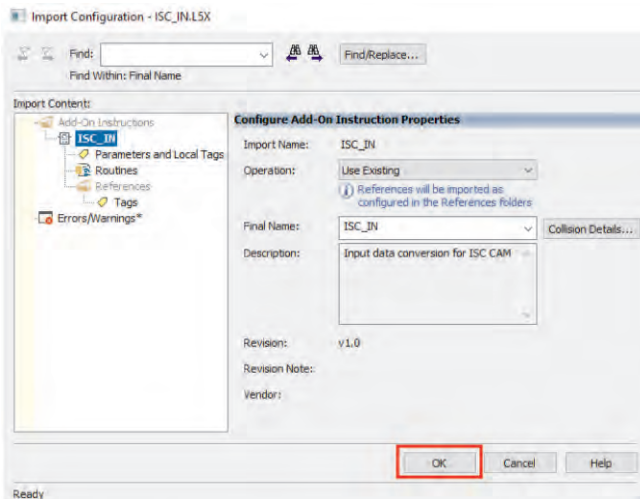 Import Configuration - ISC_IN.L5X
Find:
Find/Replace...
Find Within: Final Name
Import Content:
Add-On Instructions
ISC_IN
Parameters and Local Tags
Routines
References
Tags
Errors/Warnings*
Configure Add-On Instruction Properties
Import Name: ISC_IN
Operation: Use Existing
References will be imported as
configured in the References folders
Final Name: ISC_IN Collision Details...
Description: Input data conversion for ISC CAM
Revision: v1.0
Revision Note:
Vendor:
OK Cancel Help
Ready